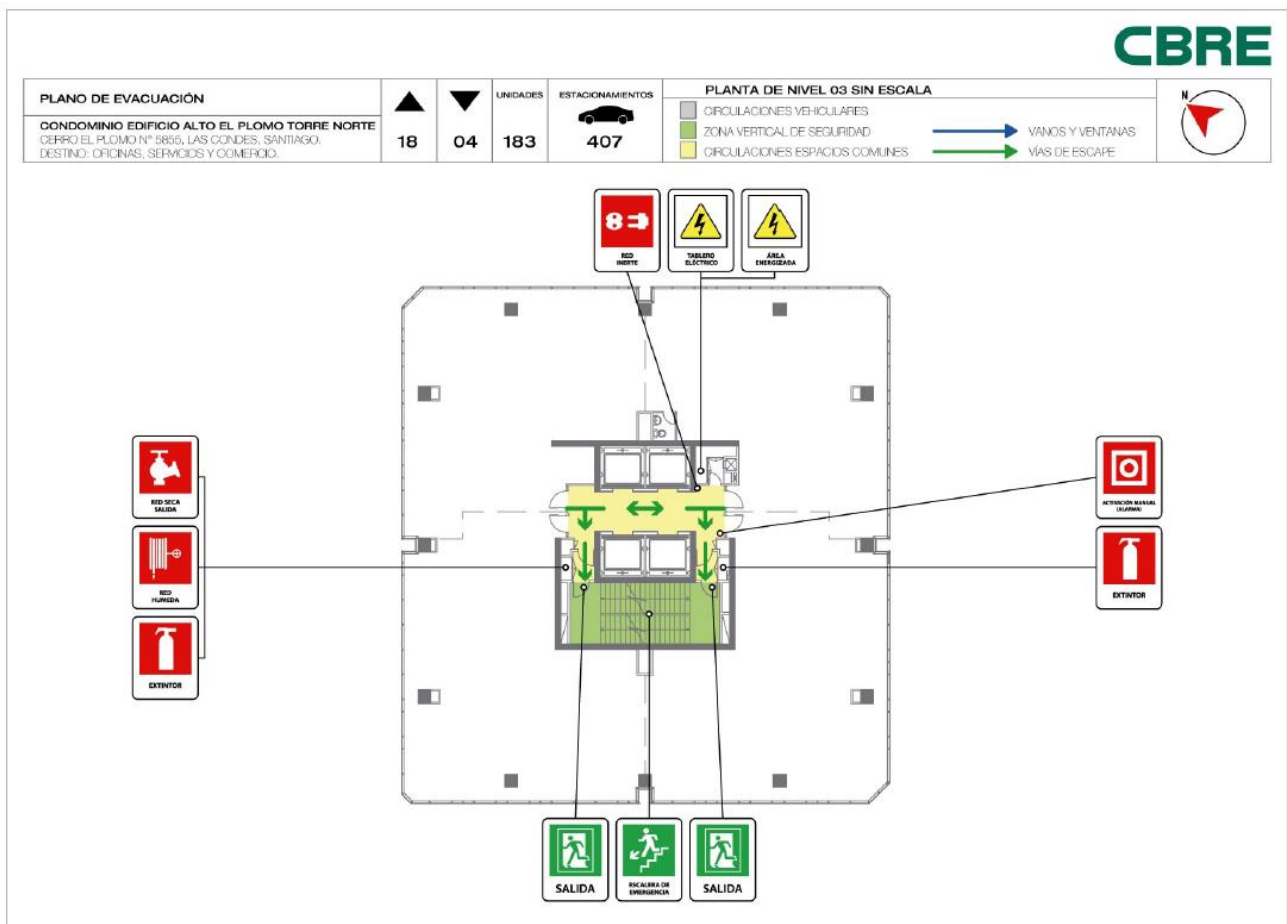 CBRE
PLANO DE EVACUACIÓN
CONDOMINIO EDIFICIO ALTO EL PLOMO TORRE NORTE
CERRO EL PLOMO N° 5855, LAS CONDES, SANTIAGO.
DESTINO: OFICINAS, SERVICIOS Y COMERCIO.
18
04
UNIDADES
183
ESTACIONAMIENTOS
407
PLANTA DE NIVEL 03 SIN ESCALA
CIRCULACIONES VEHICULARES
ZONA VERTICAL DE SEGURIDAD
CIRCULACIONES ESPACIOS COMUNES
VANOS Y VENTANAS
VÍAS DE ESCAPE
N
RED
INERTE
TABLERO
ELÉCTRICO
ÁREA
ENERGIZADA
RED SECA
SALIDA
RED
HUMEDA
EXTINTOR
ACTIVACIÓN MANUAL
(ALARMA)
EXTINTOR
SALIDA
ESCALERA DE
EMERGENCIA
SALIDA